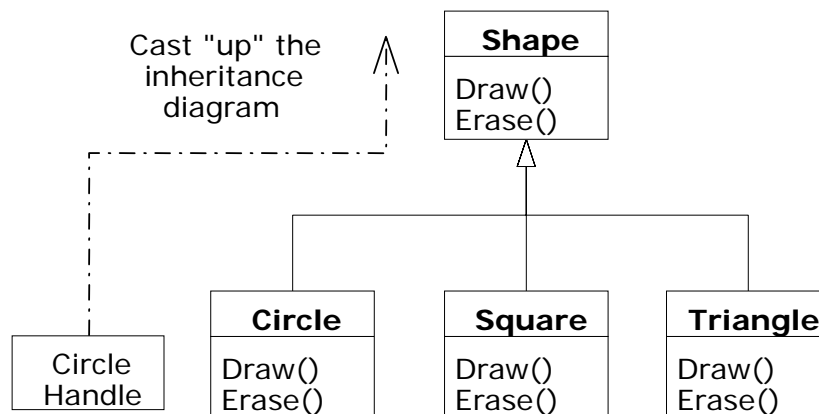 Cast "up" the
inheritance
diagram
Shape
Draw()
Erase()
Circle
Handle
Circle
Draw()
Erase()
Square
Draw()
Erase()
Triangle
Draw()
Erase()